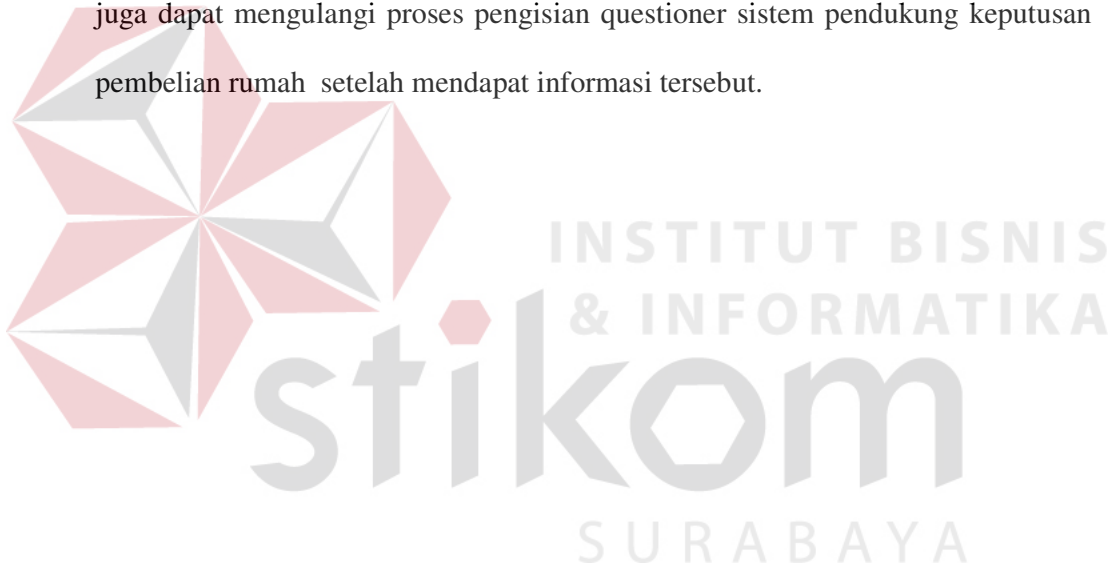 juga dapat mengulangi proses pengisian questioner sistem pendukung keputusan
pembelian rumah setelah mendapat informasi tersebut.
INSTITUT BISNIS
& INFORMATIKA
stikom
SURABAYA